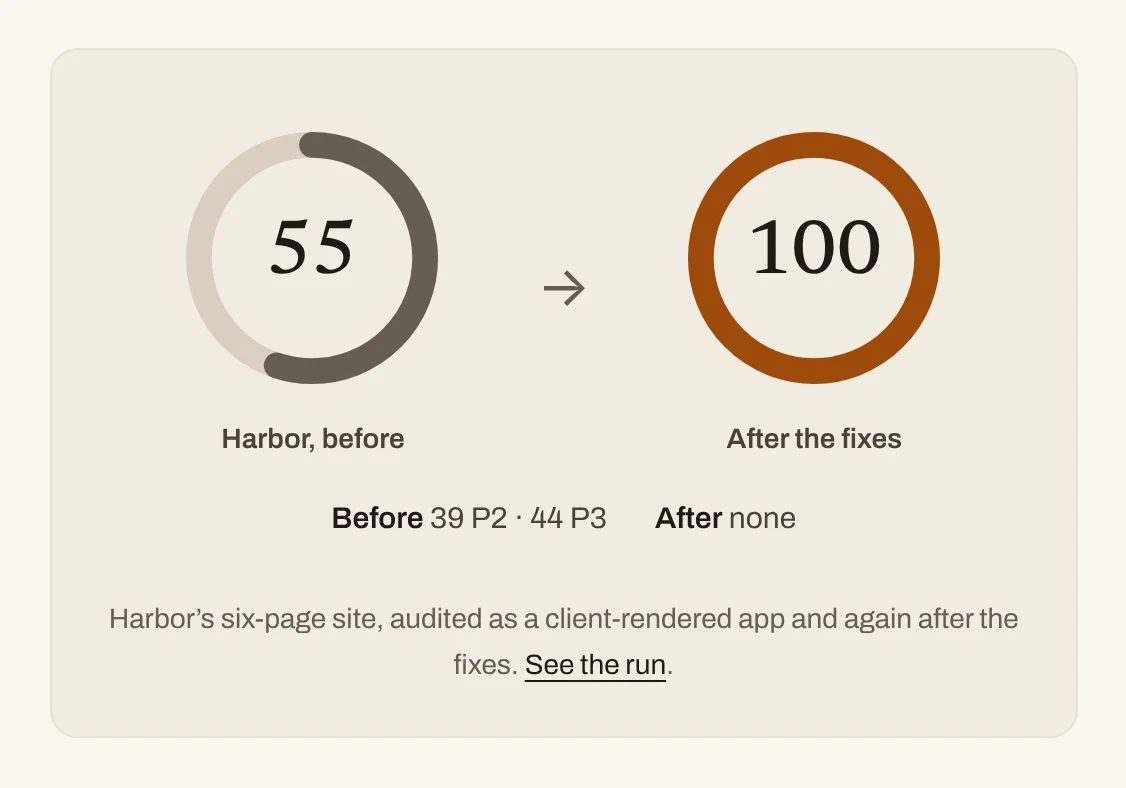 55
→
100
Harbor, before
After the fixes
Before 39 P2 · 44 P3 After none
Harbor’s six-page site, audited as a client-rendered app and again after the
fixes. See the run.